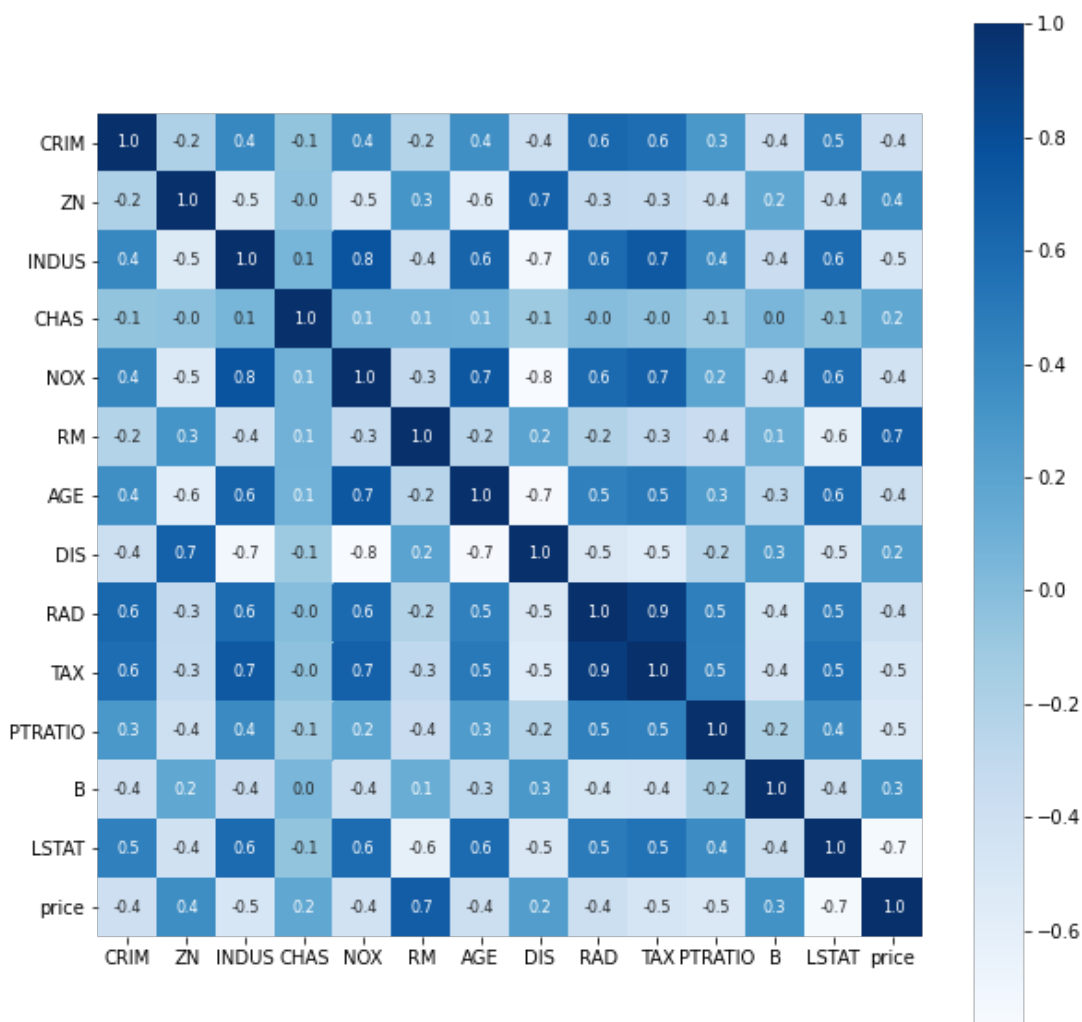 1.0
CRIM 1.0 -0.2 0.4 -0.1 0.4 -0.2 0.4 -0.4 0.6 0.6 0.3 -0.4 0.5 -0.4
0.8
ZN -0.2 1.0 -0.5 -0.0 -0.5 0.3 -0.6 0.7 -0.3 -0.3 -0.4 0.2 -0.4 0.4
INDUS 0.4 -0.5 1.0 0.1 0.8 -0.4 0.6 -0.7 0.6 0.7 0.4 -0.4 0.6 -0.5
0.6
CHAS -0.1 -0.0 0.1 1.0 0.1 0.1 0.1 -0.1 -0.0 -0.0 -0.1 0.0 -0.1 0.2
0.4
NOX 0.4 -0.5 0.8 0.1 1.0 -0.3 0.7 -0.8 0.6 0.7 0.2 -0.4 0.6 -0.4
RM -0.2 0.3 -0.4 0.1 -0.3 1.0 -0.2 0.2 -0.2 -0.3 -0.4 0.1 -0.6 0.7
0.2
AGE 0.4 -0.6 0.6 0.1 0.7 -0.2 1.0 -0.7 0.5 0.5 0.3 -0.3 0.6 -0.4
DIS -0.4 0.7 -0.7 -0.1 -0.8 0.2 -0.7 1.0 -0.5 -0.5 -0.2 0.3 -0.5 0.2
0.0
RAD 0.6 -0.3 0.6 -0.0 0.6 -0.2 0.5 -0.5 1.0 0.9 0.5 -0.4 0.5 -0.4
TAX 0.6 -0.3 0.7 -0.0 0.7 -0.3 0.5 -0.5 0.9 1.0 0.5 -0.4 0.5 -0.5
−0.2
PTRATIO 0.3 -0.4 0.4 -0.1 0.2 -0.4 0.3 -0.2 0.5 0.5 1.0 -0.2 0.4 -0.5
B -0.4 0.2 -0.4 0.0 -0.4 0.1 -0.3 0.3 -0.4 -0.4 -0.2 1.0 -0.4 0.3
−0.4
LSTAT 0.5 -0.4 0.6 -0.1 0.6 -0.6 0.6 -0.5 0.5 0.5 0.4 -0.4 1.0 -0.7
price -0.4 0.4 -0.5 0.2 -0.4 0.7 -0.4 0.2 -0.4 -0.5 -0.5 0.3 -0.7 1.0
−0.6
CRIM ZN INDUS CHAS NOX RM AGE DIS RAD TAX PTRATIO B LSTAT price